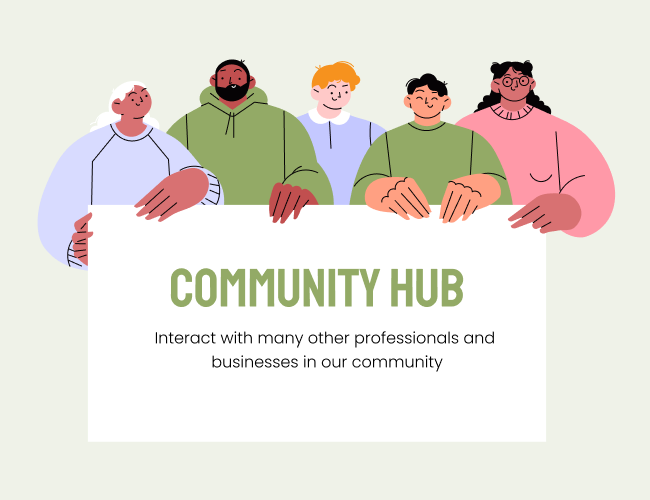 COMMUNITY HUB
Interact with many other professionals and
businesses in our community